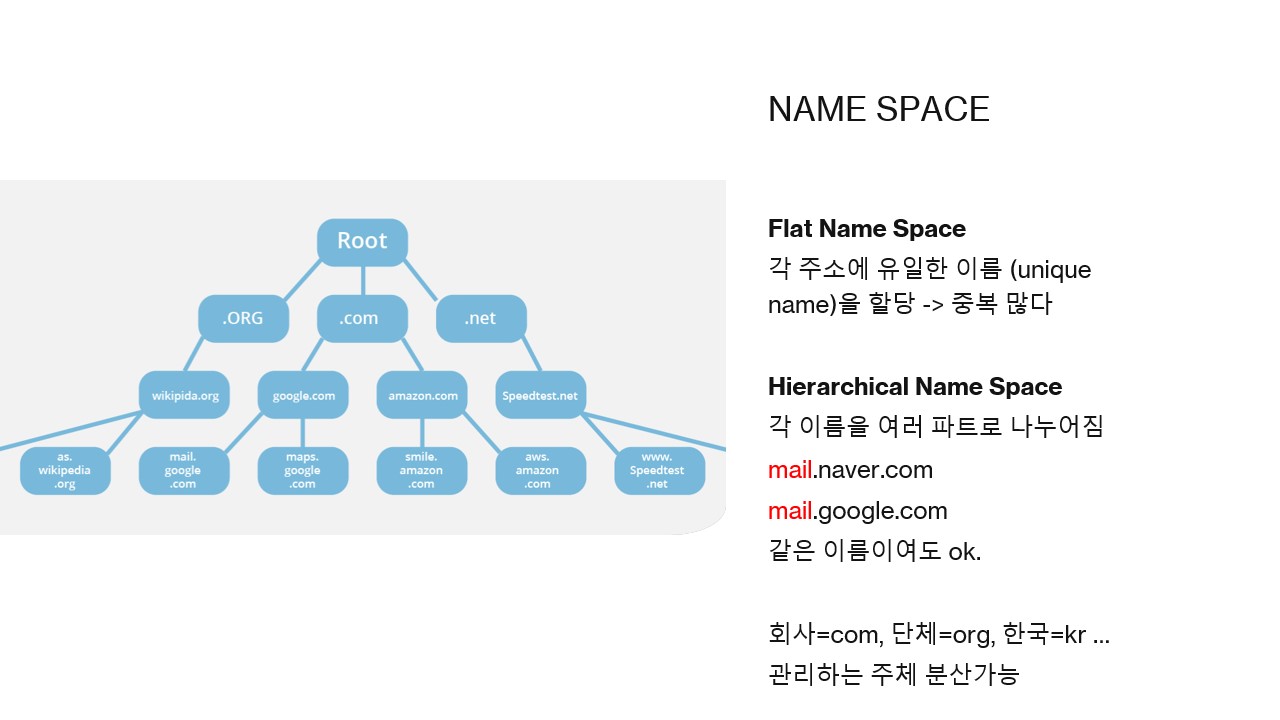 NAME SPACE
Root
.ORG
.com
.net
wikipida.org
google.com
amazon.com
Speedtest.net
as.
wikipedia
.org
mail.
google
.com
maps.
google
.com
smile.
amazon
.com
aws.
amazon
.com
www.
Speedtest
.net
Flat Name Space
각 주소에 유일한 이름 (unique
name)을 할당 -> 중복 많다
Hierarchical Name Space
각 이름을 여러 파트로 나누어짐
mail.naver.com
mail.google.com
같은 이름이여도 ok.
회사=com, 단체=org, 한국=kr ...
관리하는 주체 분산가능